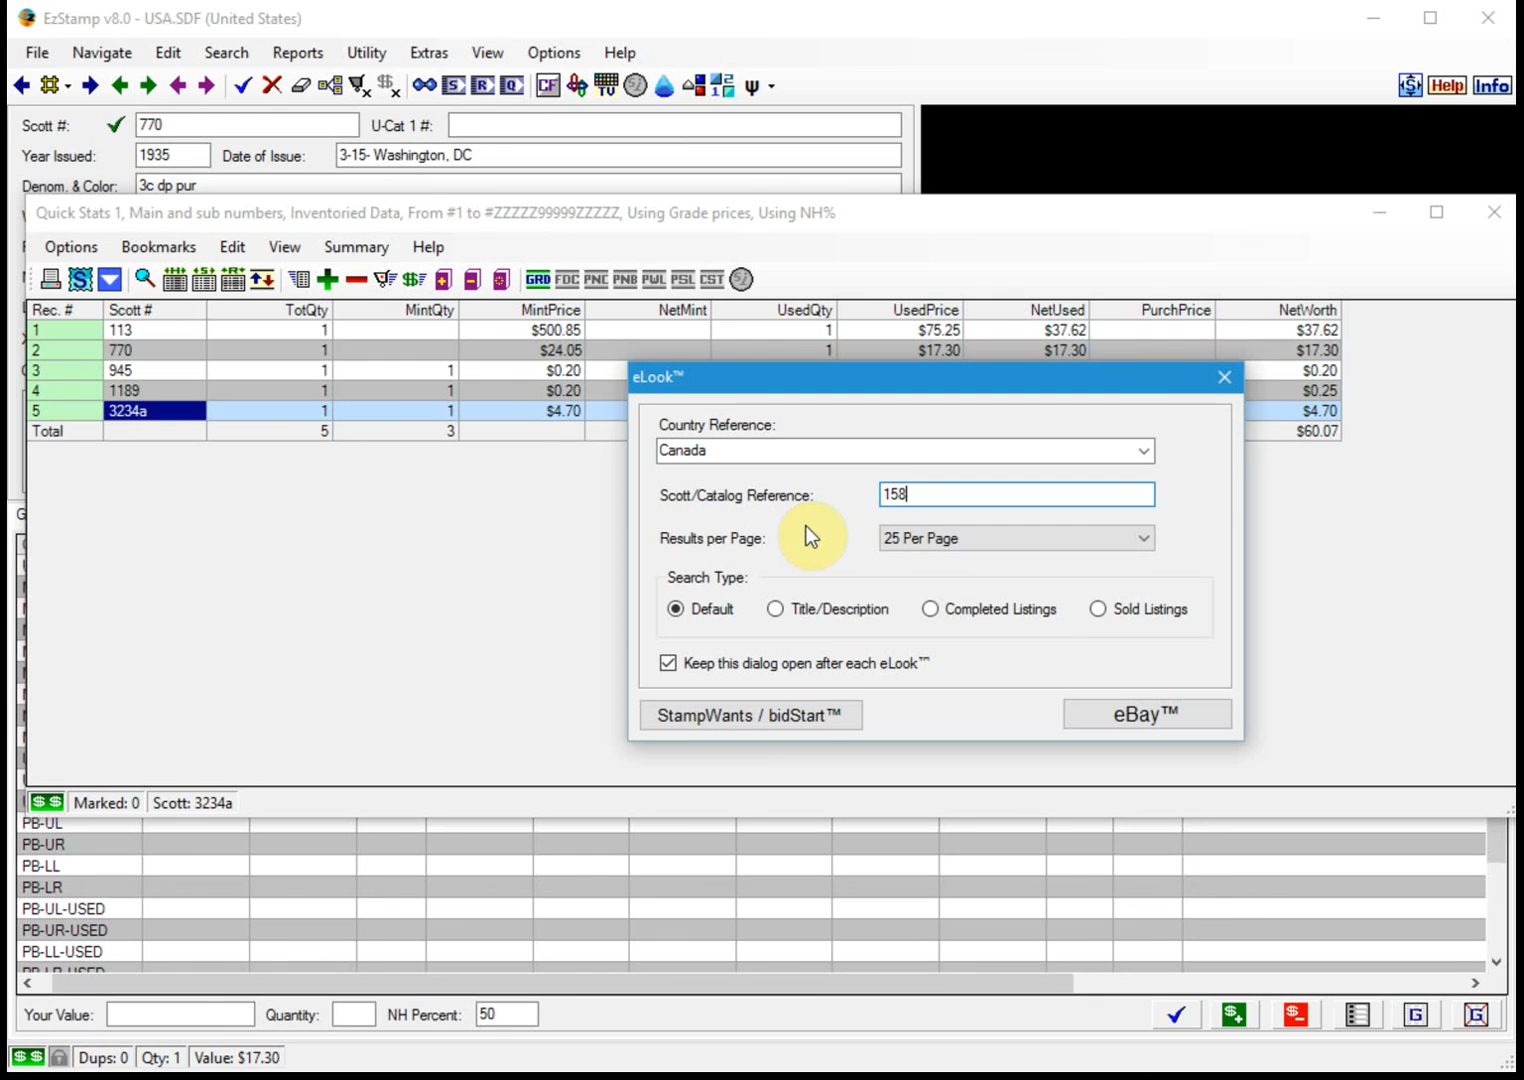 EzStamp v8.0 - USA.SDF (United States)
File Navigate Edit Search Reports Utility Extras View Options Help
S R Q CF TV Help Info
Scott #: 770 U-Cat 1 #:
Year Issued: 1935 Date of Issue: 3-15- Washington, DC
Denom. & Color: 3c dp pur
Quick Stats 1, Main and sub numbers, Inventoried Data, From #1 to #ZZZZZ99999ZZZZZ, Using Grade prices, Using NH%
Options Bookmarks Edit View Summary Help
GRD FDC PNC PNB PWL PSL CST
Rec. # Scott # TotQty MintQty MintPrice NetMint UsedQty UsedPrice NetUsed PurchPrice NetWorth
1 113 1 $500.85 1 $75.25 $37.62 $37.62
2 770 1 $24.05 1 $17.30 $17.30 $17.30
3 945 1 1 $0.20 $0.20
4 1189 1 1 $0.20 $0.25
5 3234a 1 1 $4.70 $4.70
Total 5 3 $60.07
eLook™
Country Reference:
Canada
Scott/Catalog Reference: 158
Results per Page: 25 Per Page
Search Type:
Default Title/Description Completed Listings Sold Listings
Keep this dialog open after each eLook™
StampWants / bidStart™ eBay™
$ $ Marked: 0 Scott: 3234a
PB-UL
PB-UR
PB-LL
PB-LR
PB-UL-USED
PB-UR-USED
PB-LL-USED
PB-LR-USED
Your Value: Quantity: NH Percent: 50
$ $ Dups: 0 Qty: 1 Value: $17.30